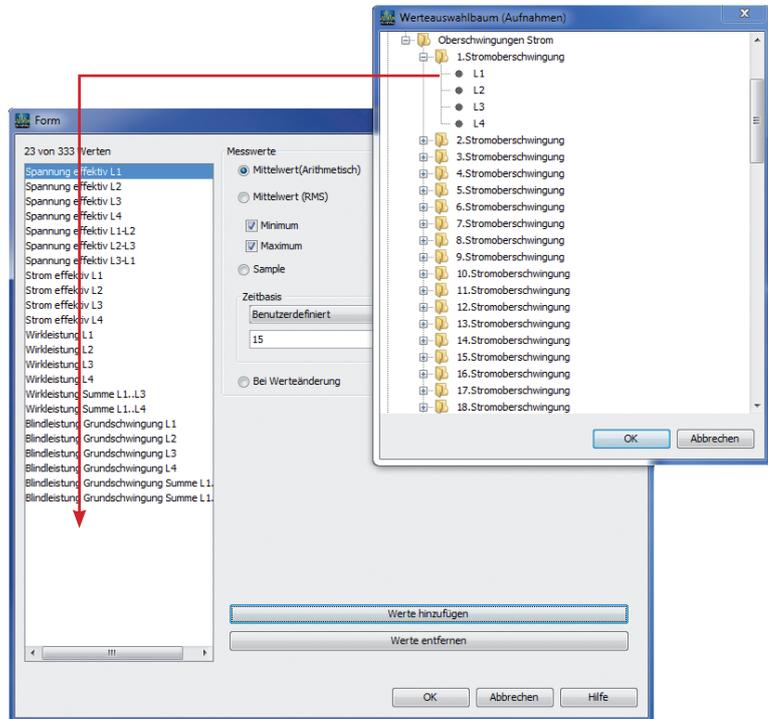 Werteauswahlbaum (Aufnahmen)
Oberschwingungen Strom
1.Stromoberschwingung
L1
L2
L3
L4
2.Stromoberschwingung
3.Stromoberschwingung
4.Stromoberschwingung
5.Stromoberschwingung
6.Stromoberschwingung
7.Stromoberschwingung
8.Stromoberschwingung
9.Stromoberschwingung
10.Stromoberschwingung
11.Stromoberschwingung
12.Stromoberschwingung
13.Stromoberschwingung
14.Stromoberschwingung
15.Stromoberschwingung
16.Stromoberschwingung
17.Stromoberschwingung
18.Stromoberschwingung
OK Abbrechen
Form
23 von 333 Werten
Spannung effektiv L1
Spannung effektiv L2
Spannung effektiv L3
Spannung effektiv L4
Spannung effektiv L1-L2
Spannung effektiv L2-L3
Spannung effektiv L3-L1
Strom effektiv L1
Strom effektiv L2
Strom effektiv L3
Strom effektiv L4
Wirkleistung L1
Wirkleistung L2
Wirkleistung L3
Wirkleistung L4
Wirkleistung Summe L1..L3
Wirkleistung Summe L1..L4
Blindleistung Grundschwingung L1
Blindleistung Grundschwingung L2
Blindleistung Grundschwingung L3
Blindleistung Grundschwingung L4
Blindleistung Grundschwingung Summe L1.
Blindleistung Grundschwingung Summe L1.
Messwerte
Mittelwert(Arithmetisch)
Mittelwert (RMS)
Minimum
Maximum
Sample
Zeitbasis
Benutzerdefiniert
15
Bei Werteänderung
Werte hinzufügen
Werte entfernen
OK Abbrechen Hilfe